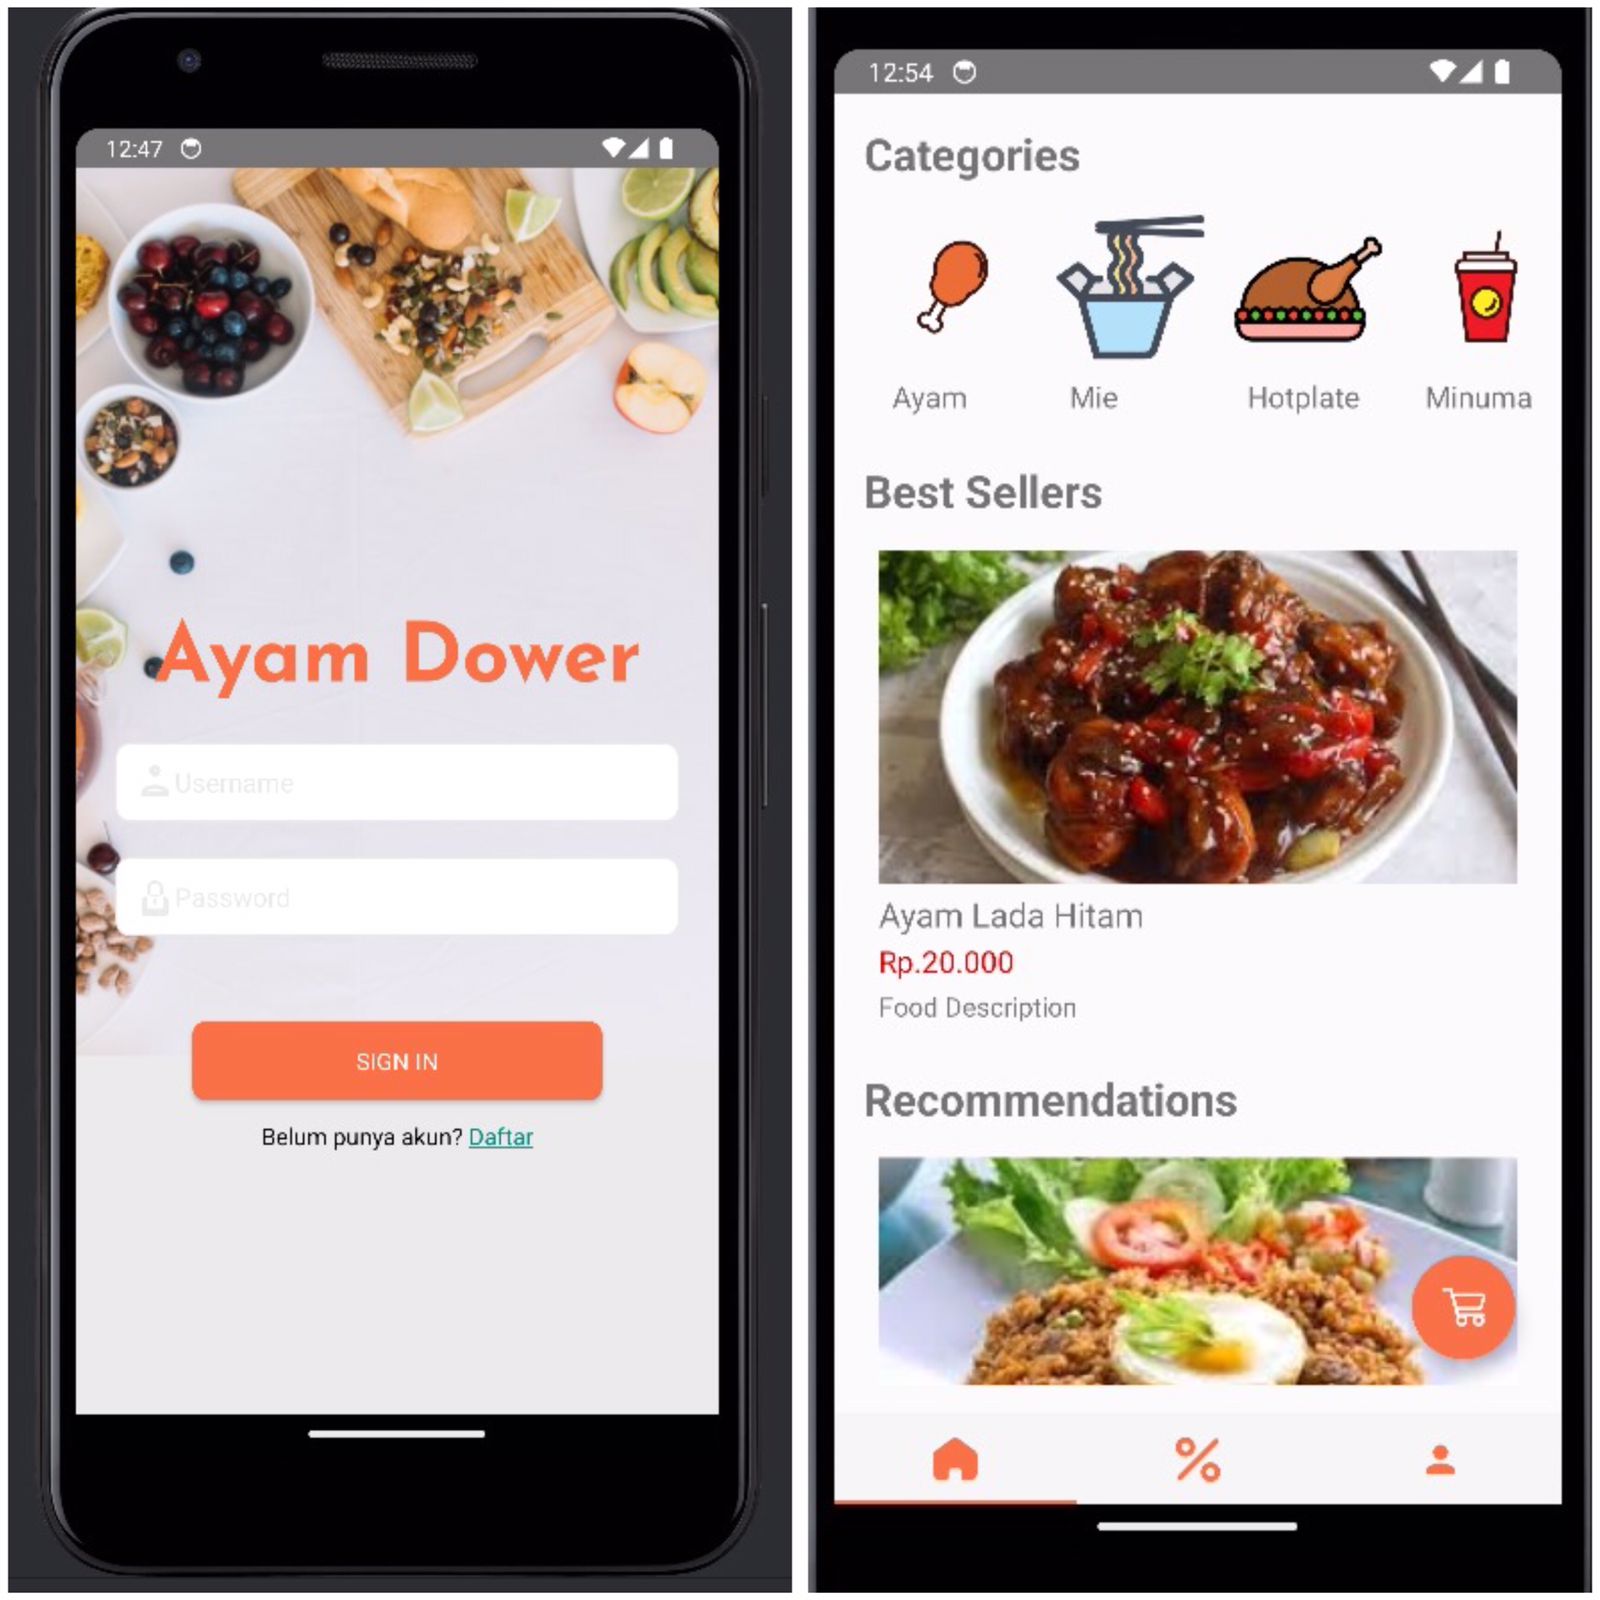 12:47
Ayam Dower
Username
Password
SIGN IN
Belum punya akun? Daftar
12:54
Categories
Ayam
Mie
Hotplate
Minuma
Best Sellers
Ayam Lada Hitam
Rp.20.000
Food Description
Recommendations